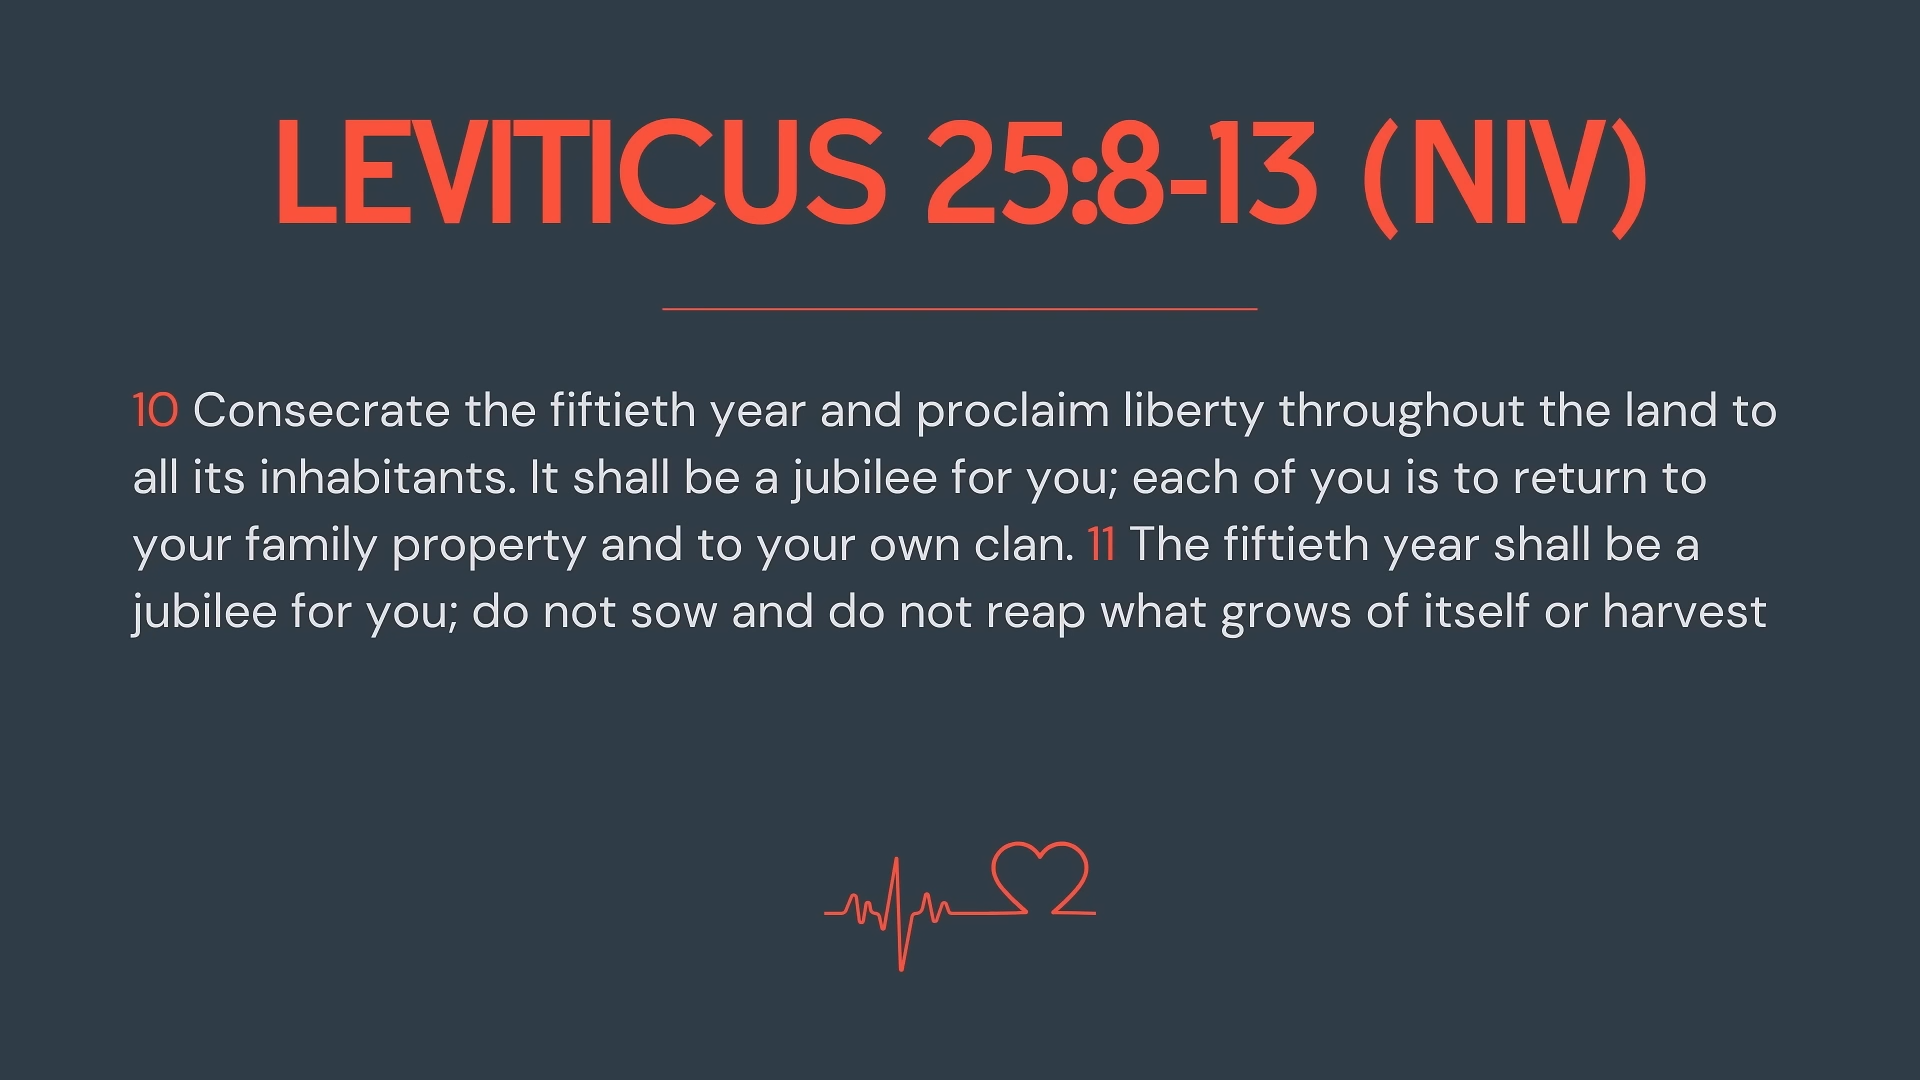 LEVITICUS 25:8-13 (NIV)
10 Consecrate the fiftieth year and proclaim liberty throughout the land to
all its inhabitants. It shall be a jubilee for you; each of you is to return to
your family property and to your own clan. 11 The fiftieth year shall be a
jubilee for you; do not sow and do not reap what grows of itself or harvest